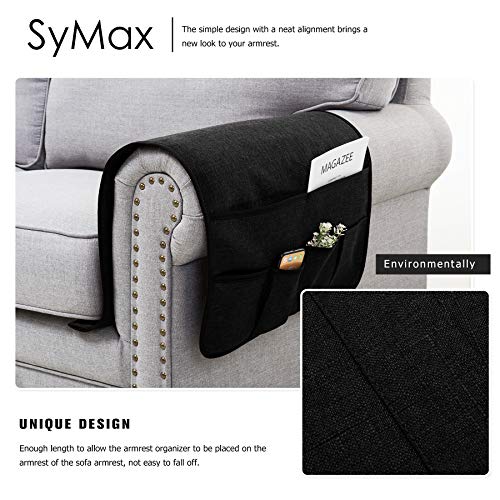 SyMax
The simple design with a neat alignment brings a
new look to your armrest.
MAGAZEE
Environmentally
UNIQUE DESIGN
Enough length to allow the armrest organizer to be placed on the
armrest of the sofa armrest, not easy to fall off.